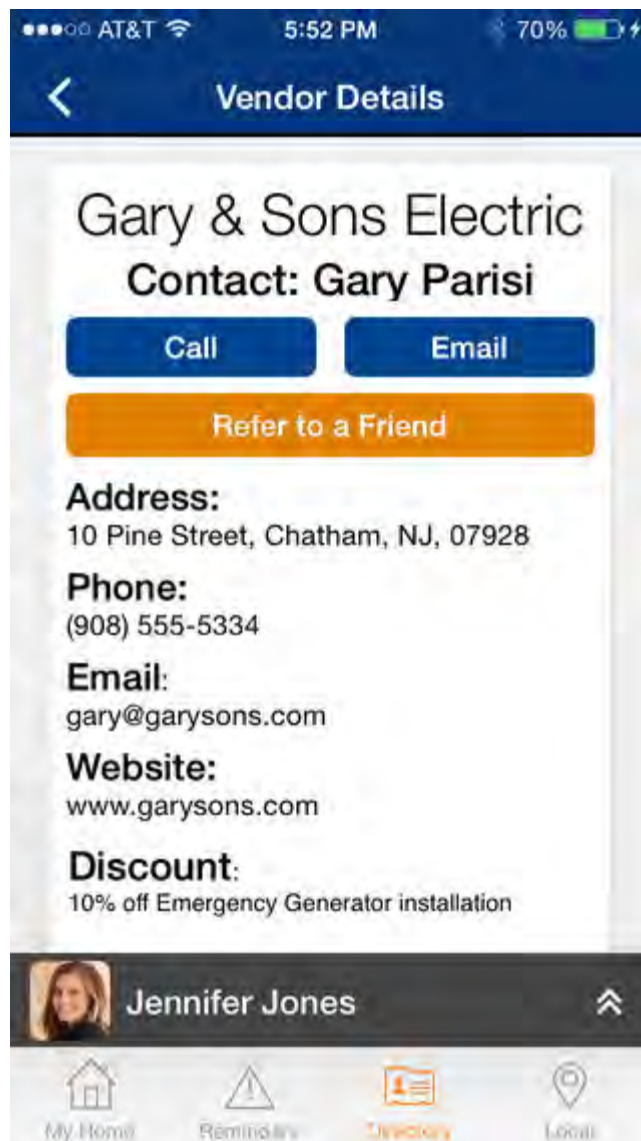 AT&T 5:52 PM 70%
Vendor Details
Gary & Sons Electric
Contact: Gary Parisi
Call Email
Refer to a Friend
Address:
10 Pine Street, Chatham, NJ, 07928
Phone:
(908) 555-5334
Email:
gary@garysons.com
Website:
www.garysons.com
Discount:
10% off Emergency Generator installation
Jennifer Jones
My Home Reminders Directory Local